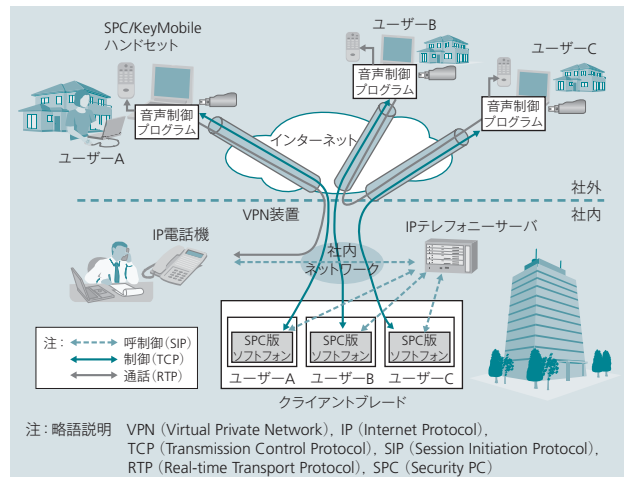 SPC/KeyMobile
ハンドセット
ユーザーB
ユーザーC
音声制御
プログラム
音声制御
プログラム
音声制御
プログラム
ユーザーA
インターネット
社外
社内
VPN装置
IP電話機
IPテレフォニーサーバ
社内
ネットワーク
注：
呼制御（SIP）
制御（TCP）
通話（RTP）
SPC版
ソフトフォン
SPC版
ソフトフォン
SPC版
ソフトフォン
ユーザーA
ユーザーB
ユーザーC
クライアントブレード
注：略語説明 VPN（Virtual Private Network），IP（Internet Protocol），
TCP（Transmission Control Protocol），SIP（Session Initiation Protocol），
RTP（Real-time Transport Protocol），SPC（Security PC）